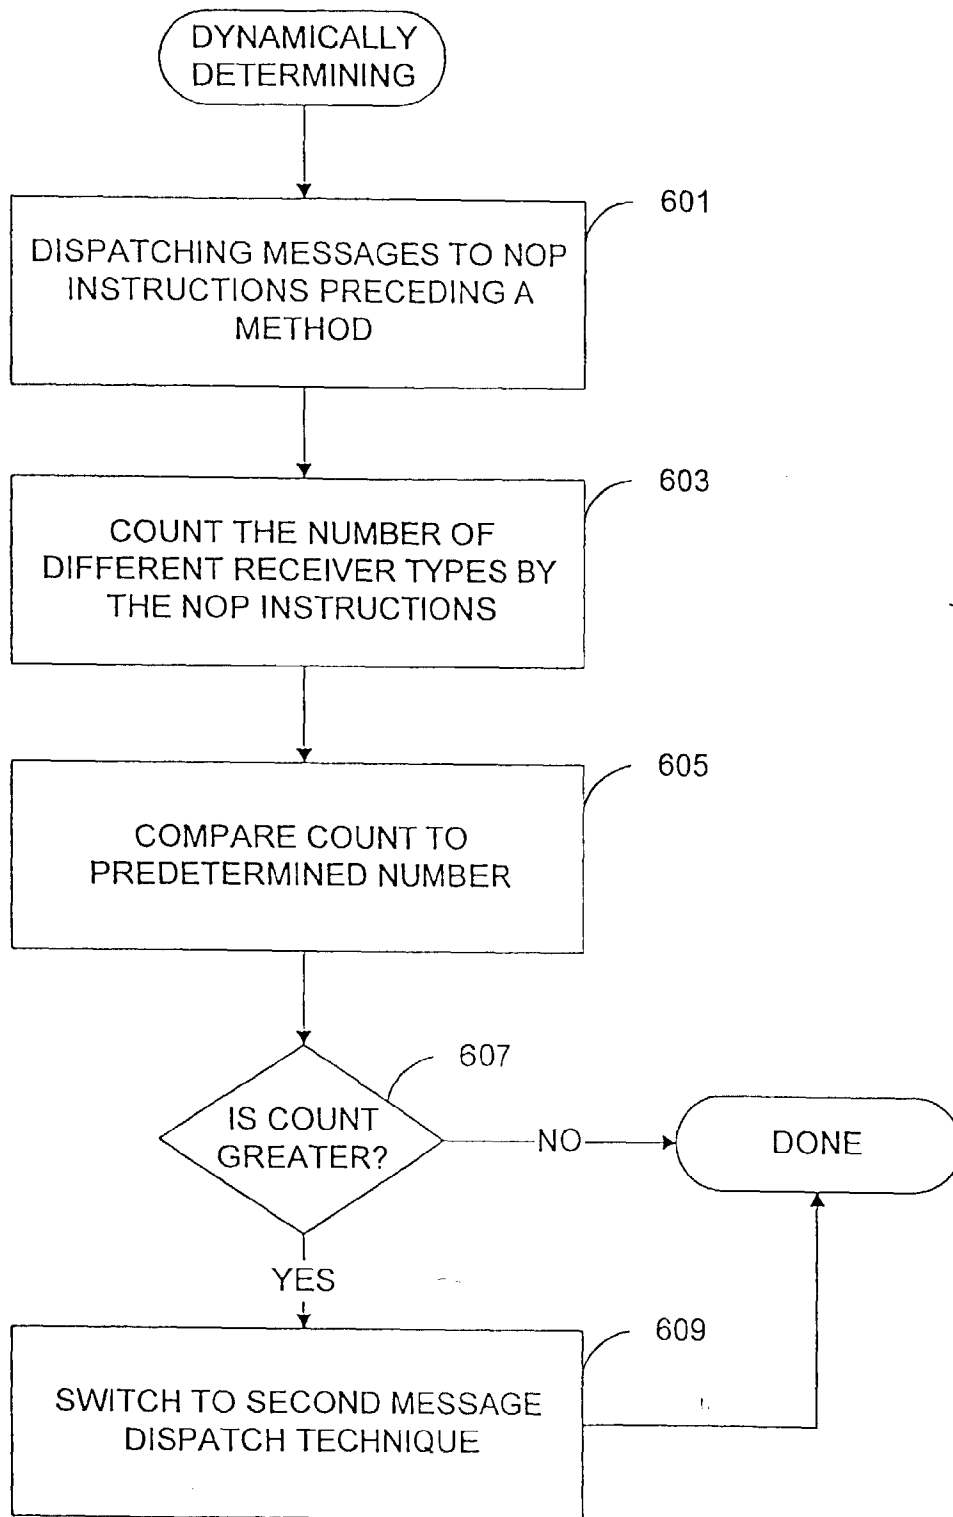 DYNAMICALLY
DETERMINING
601
DISPATCHING MESSAGES TO NOP
INSTRUCTIONS PRECEDING A
METHOD
603
COUNT THE NUMBER OF
DIFFERENT RECEIVER TYPES BY
THE NOP INSTRUCTIONS
605
COMPARE COUNT TO
PREDETERMINED NUMBER
607
IS COUNT
GREATER?
NO
DONE
YES
609
SWITCH TO SECOND MESSAGE
DISPATCH TECHNIQUE